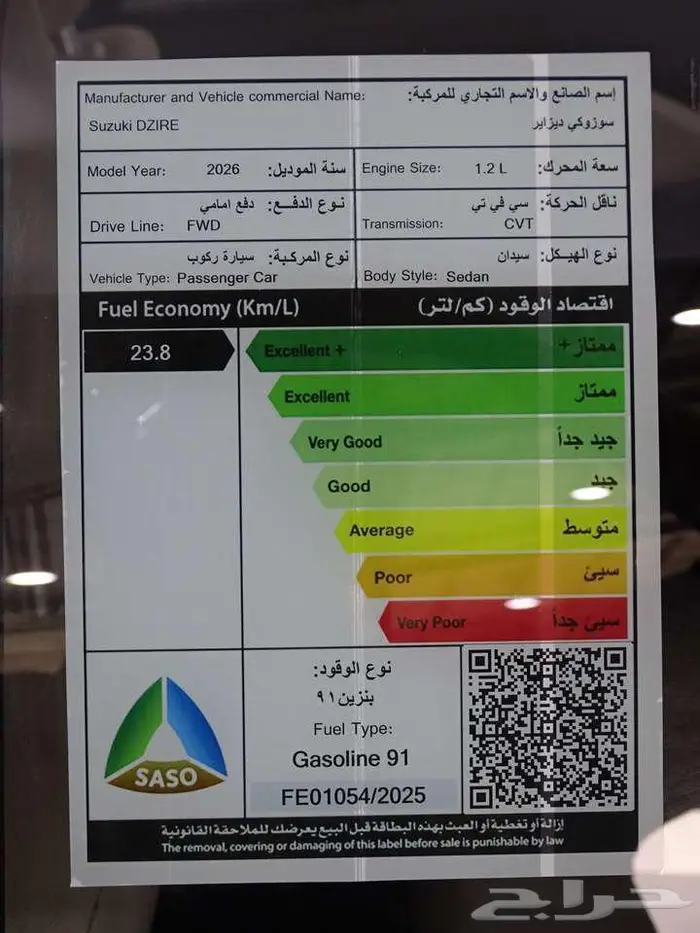 Manufacturer and Vehicle commercial Name: إسم الصانع والاسم التجاري للمركبة:
Suzuki DZIRE سوزوكي ديزاير
Model Year: 2026 سنة الموديل:
Engine Size: 1.2 L سعة المحرك:
نوع الدفع: دفع امامي
Drive Line: FWD
ناقل الحركة: سي في تي
Transmission: CVT
نوع المركبة: سيارة ركوب
Vehicle Type: Passenger Car
نوع الهيكل: سيدان
Body Style: Sedan
Fuel Economy (Km/L) اقتصاد الوقود (كم/لتر)
23.8
Excellent + ممتاز+
Excellent ممتاز
Very Good جيد جداً
Good جيد
Average متوسط
Poor سيئ
Very Poor سيئ جداً
SASO
نوع الوقود:
بنزين ٩١
Fuel Type:
Gasoline 91
FE01054/2025
إزالة أو تغطية أو العبث بهذه البطاقة قبل البيع يعرضك للملاحقة القانونية
The removal, covering or damaging of this label before sale is punishable by law
حراج